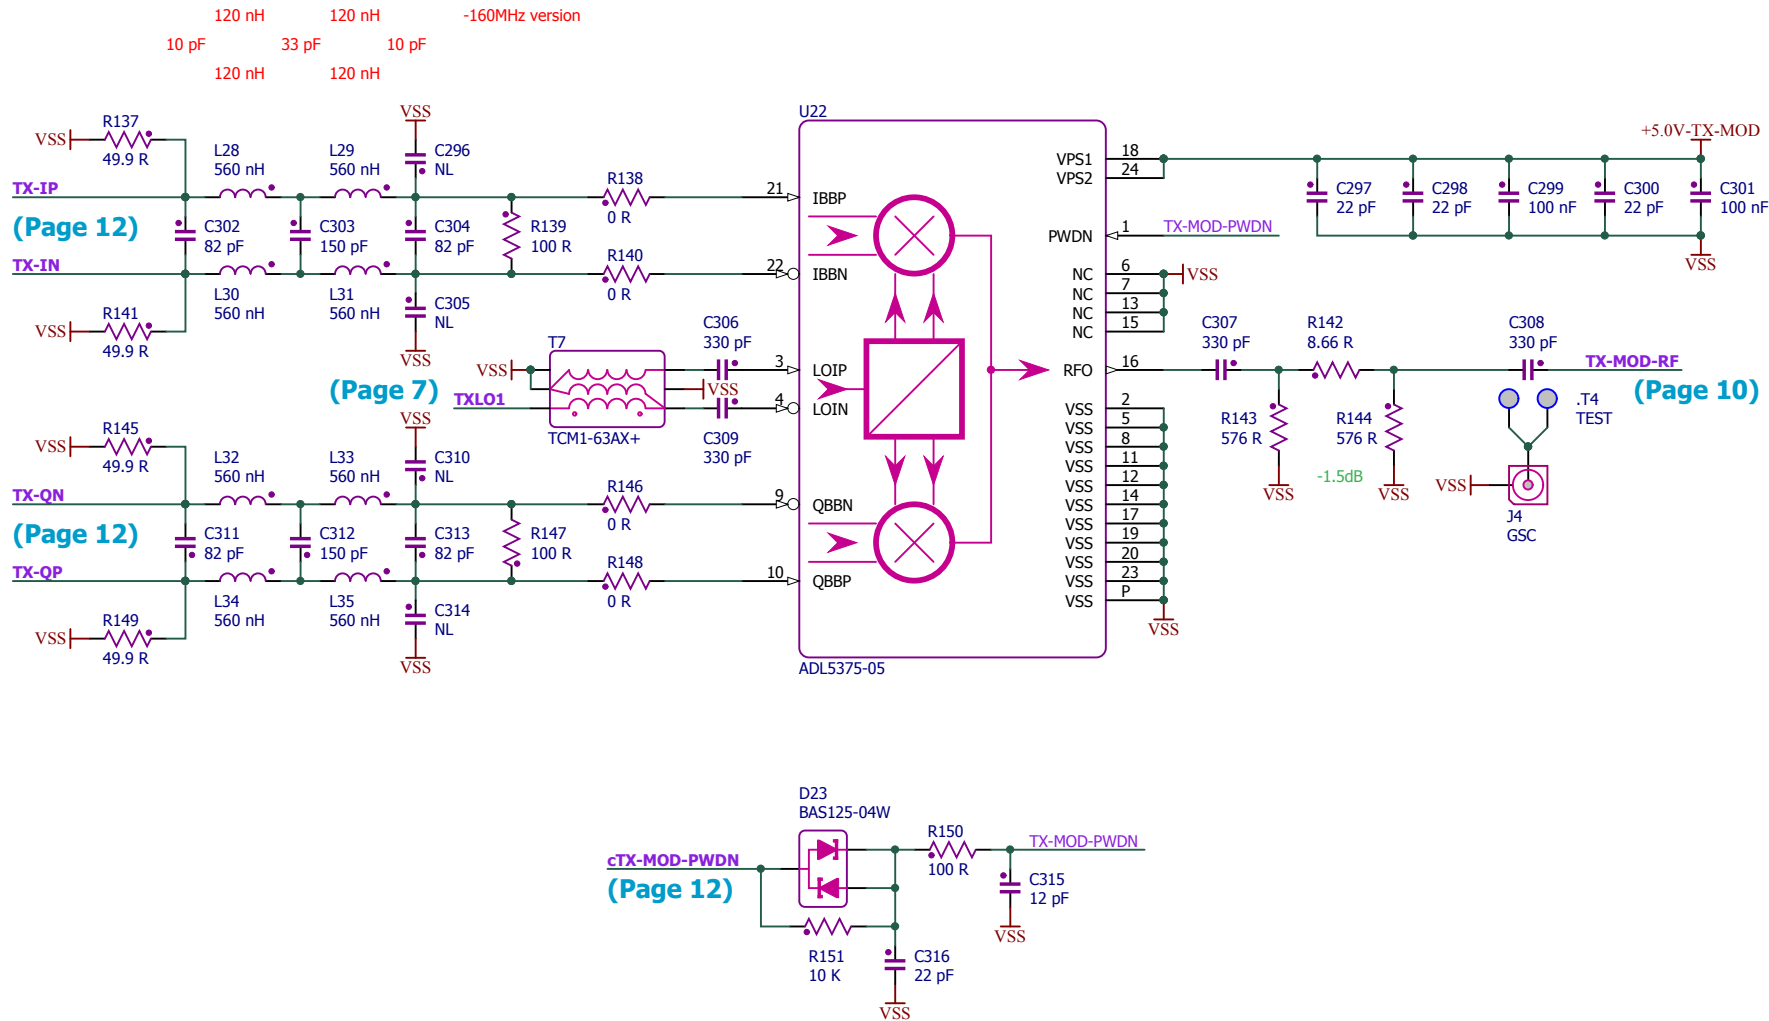 120 nH 120 nH -160MHz version
10 pF 33 pF 10 pF
120 nH 120 nH
VSS
R137
VSS
49.9 R
L28
560 nH
L29
560 nH
C296
NL
TX-IP
(Page 12)
C302
82 pF
C303
150 pF
C304
82 pF
R139
100 R
R138
0 R
TX-IN
R140
0 R
L30
560 nH
L31
560 nH
C305
NL
R141
VSS
49.9 R
VSS
(Page 7)
TXLO1
T7
VSS
VSS
TCM1-63AX+
C306
330 pF
C309
330 pF
VSS
R145
VSS
49.9 R
L32
560 nH
L33
560 nH
C310
NL
TX-QN
(Page 12)
C311
82 pF
C312
150 pF
C313
82 pF
R147
100 R
R146
0 R
TX-QP
R148
0 R
L34
560 nH
L35
560 nH
C314
NL
R149
VSS
49.9 R
VSS
U22
21 IBBP
22 IBBN
3 LOIP
4 LOIN
9 QBBN
10 QBBP
VPS1 18
VPS2 24
PWDN 1 TX-MOD-PWDN
NC 6 VSS
NC 7
NC 13
NC 15
RFO 16
VSS 2
VSS 5
VSS 8
VSS 11
VSS 12
VSS 14
VSS 17
VSS 19
VSS 20
VSS 23
VSS P
VSS
ADL5375-05
+5.0V-TX-MOD
C297
22 pF
C298
22 pF
C299
100 nF
C300
22 pF
C301
100 nF
VSS
C307
330 pF
R142
8.66 R
C308
330 pF
TX-MOD-RF
(Page 10)
R143
576 R
R144
576 R
-1.5dB
VSS
VSS
.T4
TEST
VSS
J4
GSC
D23
BAS125-04W
cTX-MOD-PWDN
(Page 12)
R150
100 R
TX-MOD-PWDN
C315
12 pF
VSS
R151
10 K
C316
22 pF
VSS